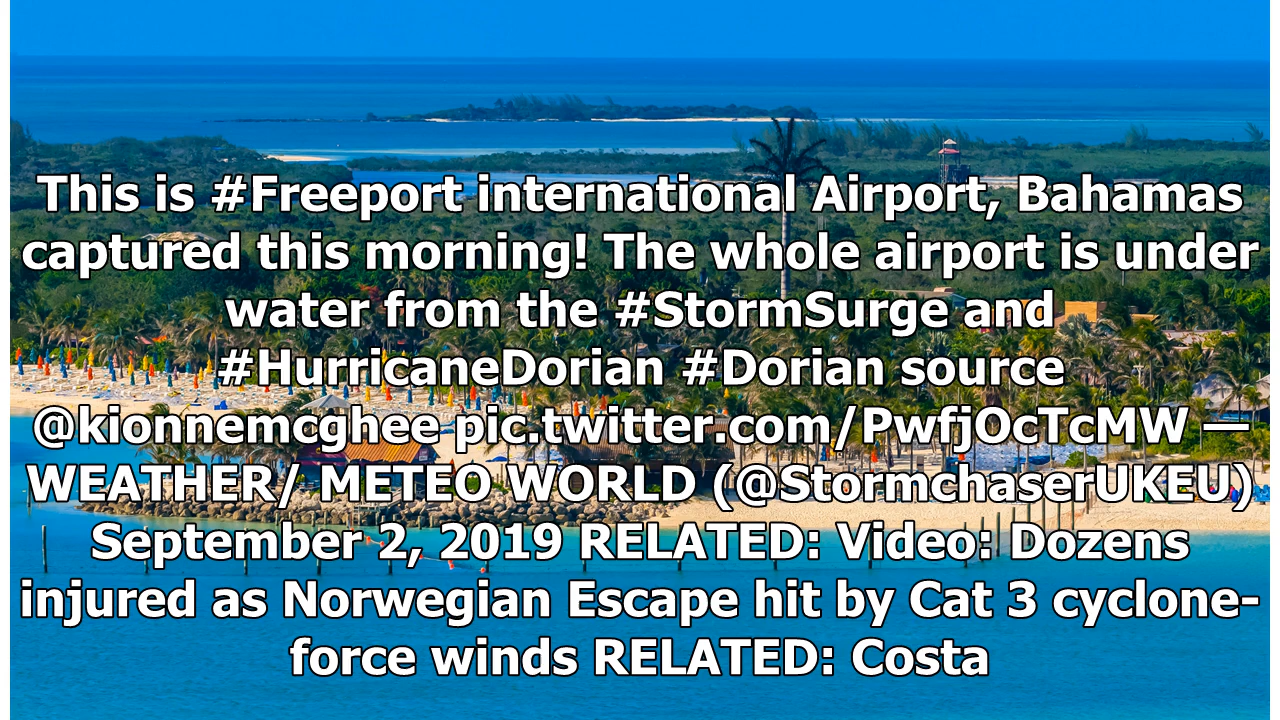 This is #Freeport international Airport, Bahamas
captured this morning! The whole airport is under
water from the #StormSurge and
#HurricaneDorian #Dorian source
@kionnemcghee pic.twitter.com/PwfjOcTcMW —
WEATHER/ METEO WORLD (@StormchaserUKEU)
September 2, 2019 RELATED: Video: Dozens
injured as Norwegian Escape hit by Cat 3 cyclone-
force winds RELATED: Costa